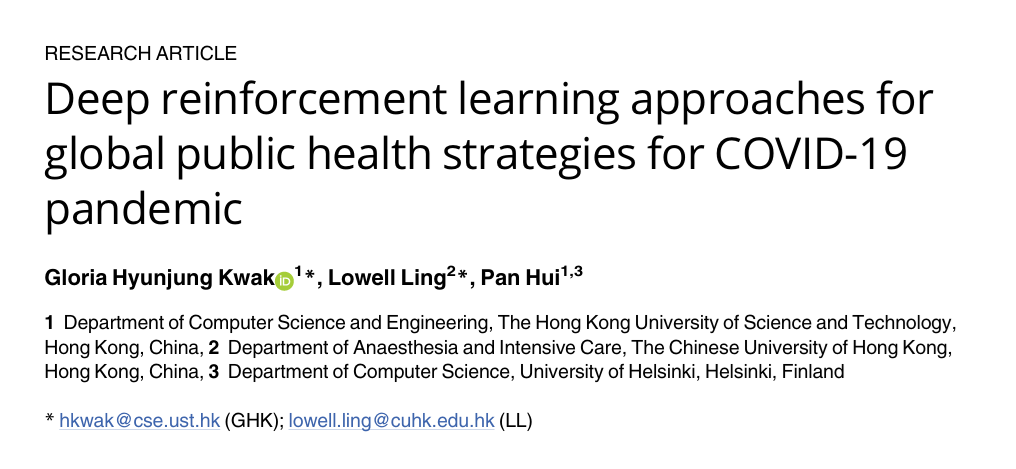 RESEARCH ARTICLE
Deep reinforcement learning approaches for
global public health strategies for COVID-19
pandemic
Gloria Hyunjung Kwak iD 1*, Lowell Ling2*, Pan Hui1,3
1 Department of Computer Science and Engineering, The Hong Kong University of Science and Technology,
Hong Kong, China, 2 Department of Anaesthesia and Intensive Care, The Chinese University of Hong Kong,
Hong Kong, China, 3 Department of Computer Science, University of Helsinki, Helsinki, Finland
* hkwak@cse.ust.hk (GHK); lowell.ling@cuhk.edu.hk (LL)